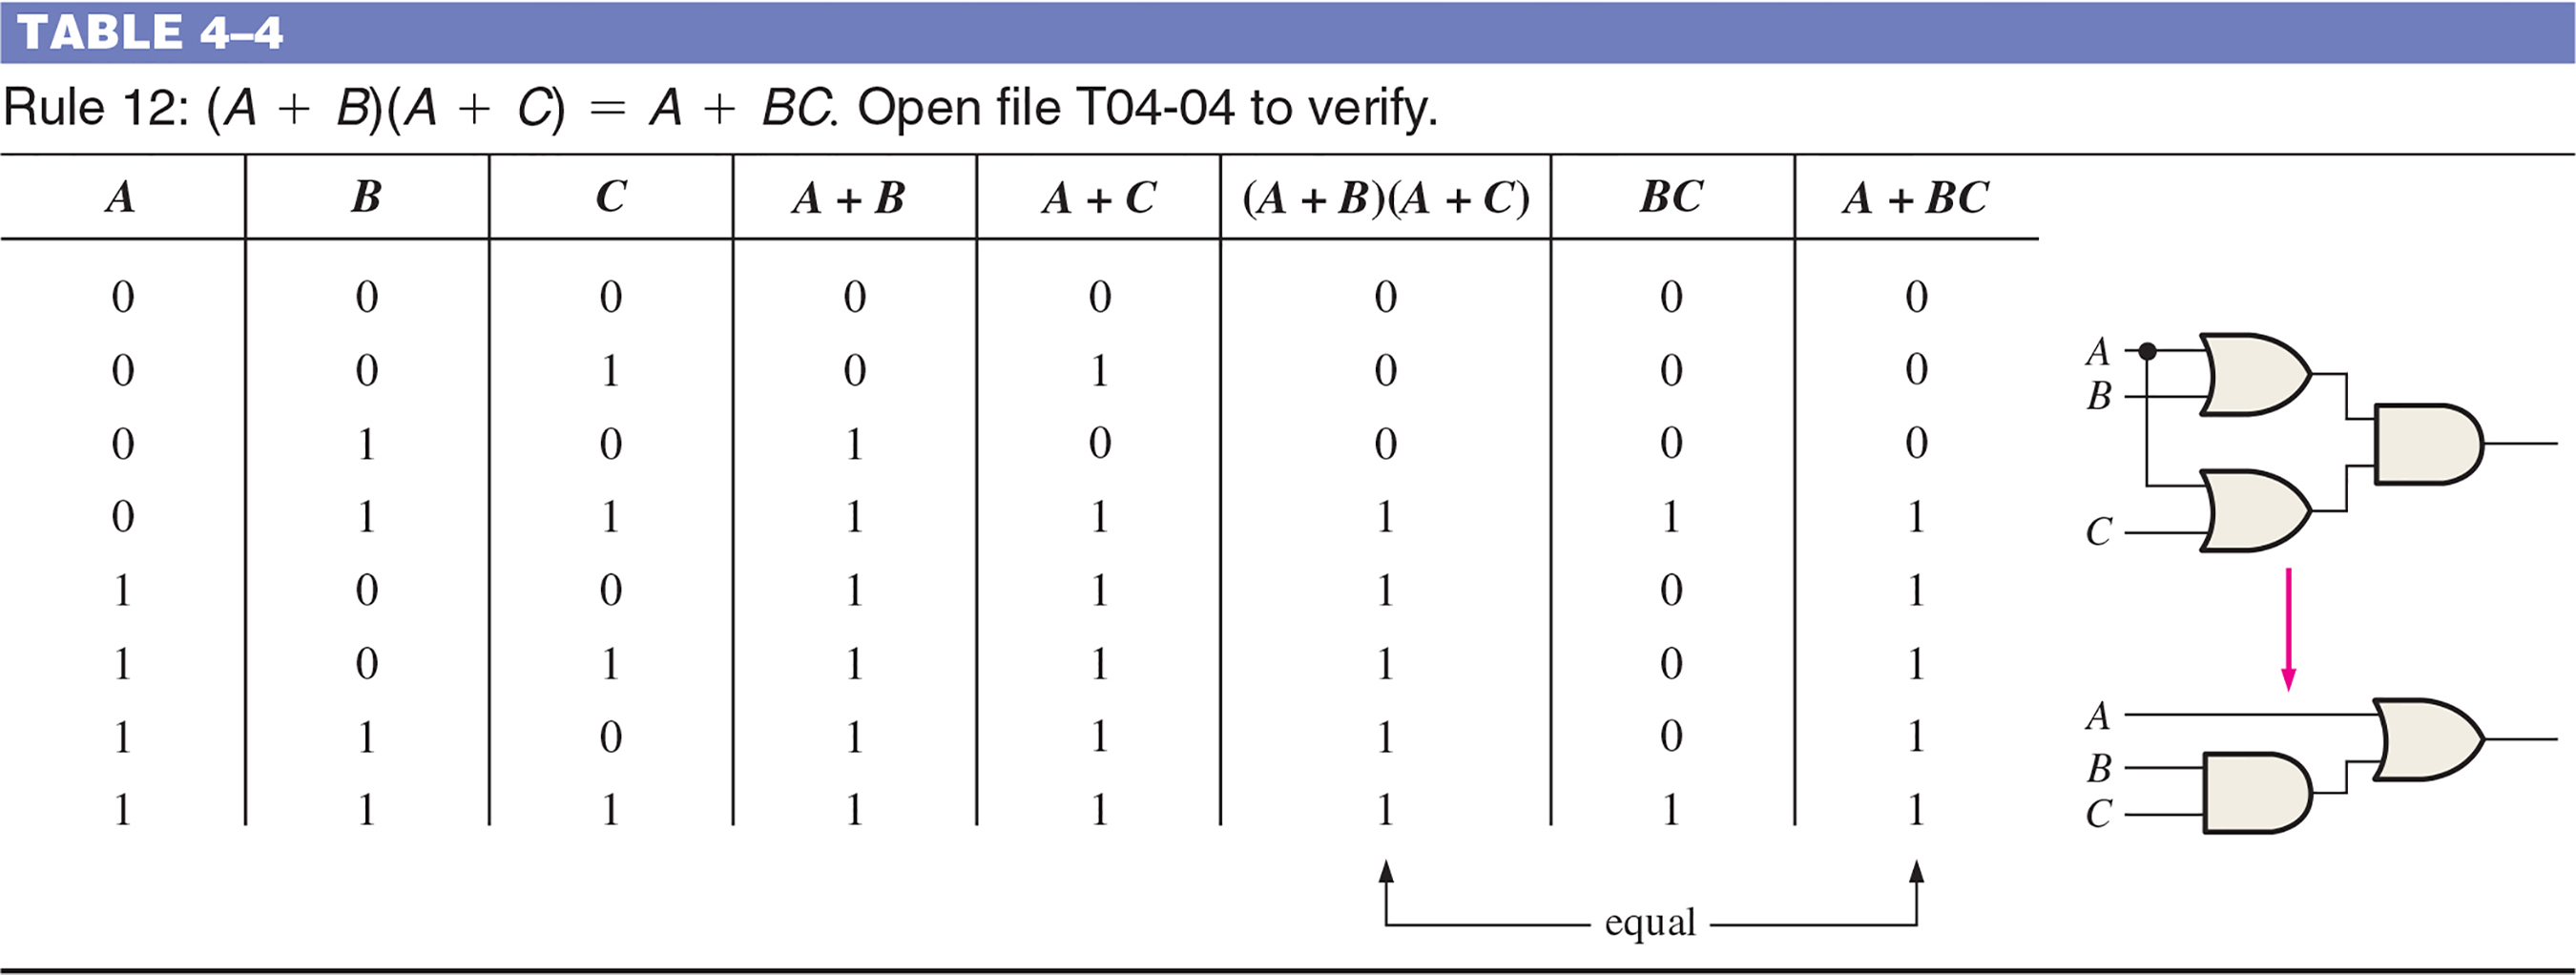 TABLE 4–4
Rule 12: (A + B)(A + C) = A + BC. Open file T04-04 to verify.
A B C A + B A + C (A + B)(A + C) BC A + BC
0 0 0 0 0 0 0 0
0 0 1 0 1 0 0 0
0 1 0 1 0 0 0 0
0 1 1 1 1 1 1 1
1 0 0 1 1 1 0 1
1 0 1 1 1 1 0 1
1 1 0 1 1 1 0 1
1 1 1 1 1 1 1 1
equal
A
B
C
A
B
C